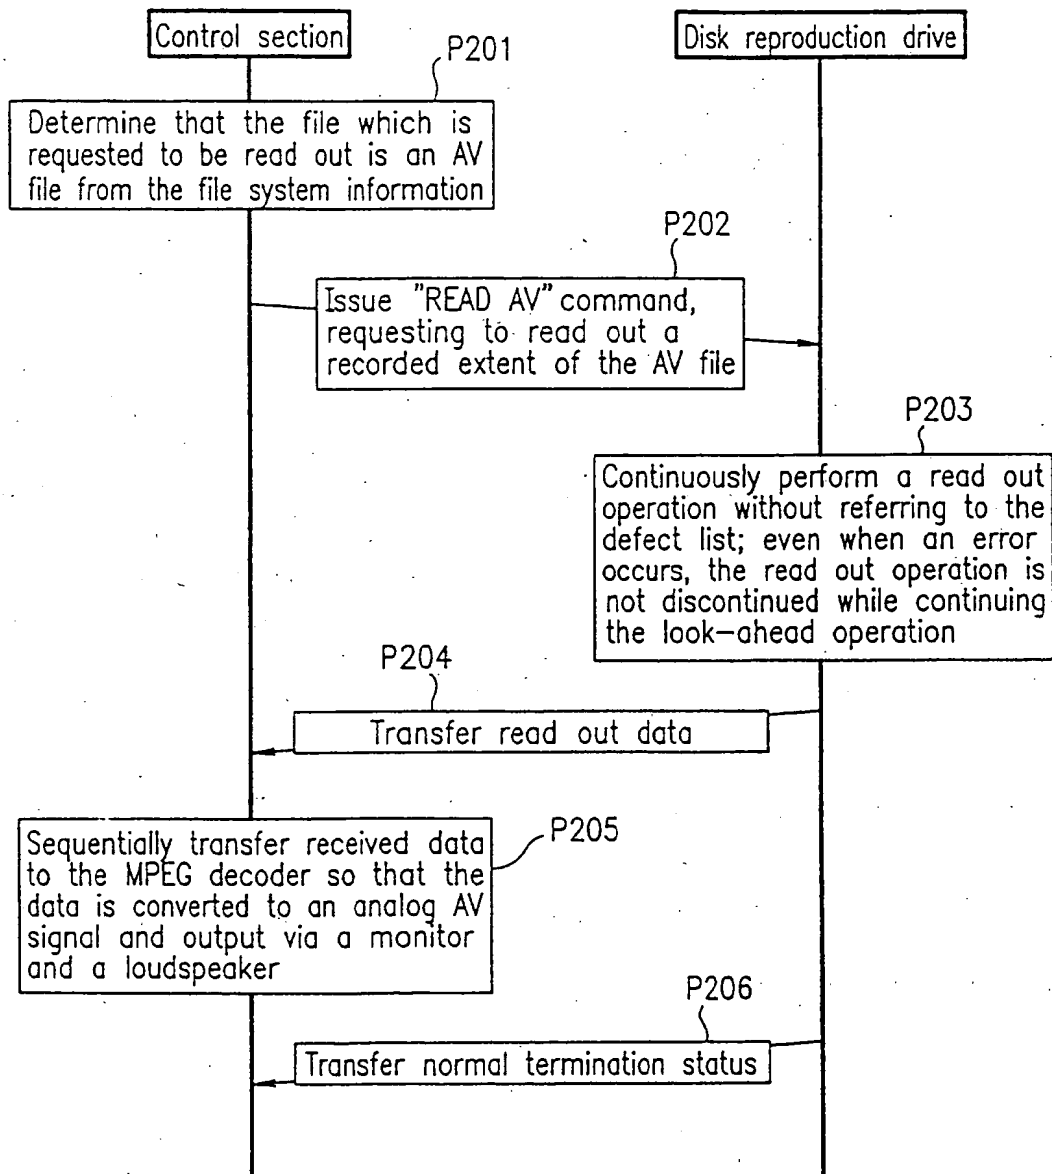 Control section
Disk reproduction drive
P201
Determine that the file which is
requested to be read out is an AV
file from the file system information
P202
Issue "READ AV" command,
requesting to read out a
recorded extent of the AV file
P203
Continuously perform a read out
operation without referring to the
defect list; even when an error
occurs, the read out operation is
not discontinued while continuing
the look-ahead operation
P204
Transfer read out data
P205
Sequentially transfer received data
to the MPEG decoder so that the
data is converted to an analog AV
signal and output via a monitor
and a loudspeaker
P206
Transfer normal termination status